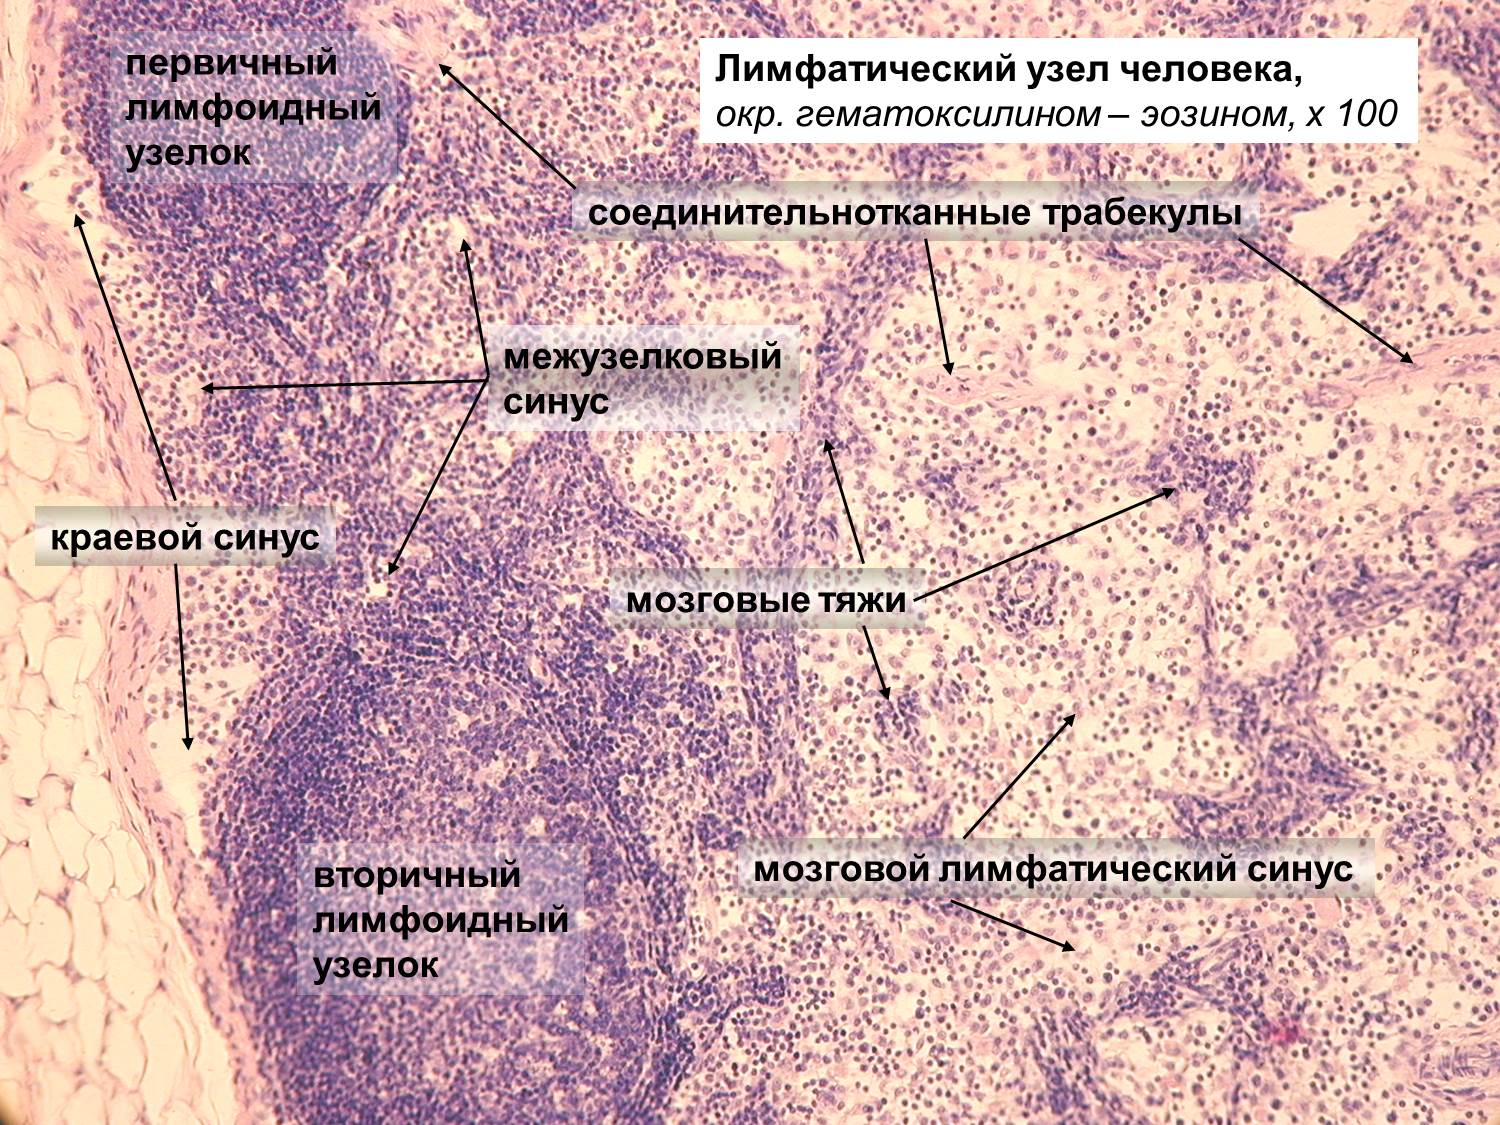 первичный
лимфоидный
узелок
Лимфатический узел человека,
окр. гематоксилином – эозином, х 100
соединительнотканные трабекулы
межузелковый
синус
краевой синус
мозговые тяжи
мозговой лимфатический синус
вторичный
лимфоидный
узелок